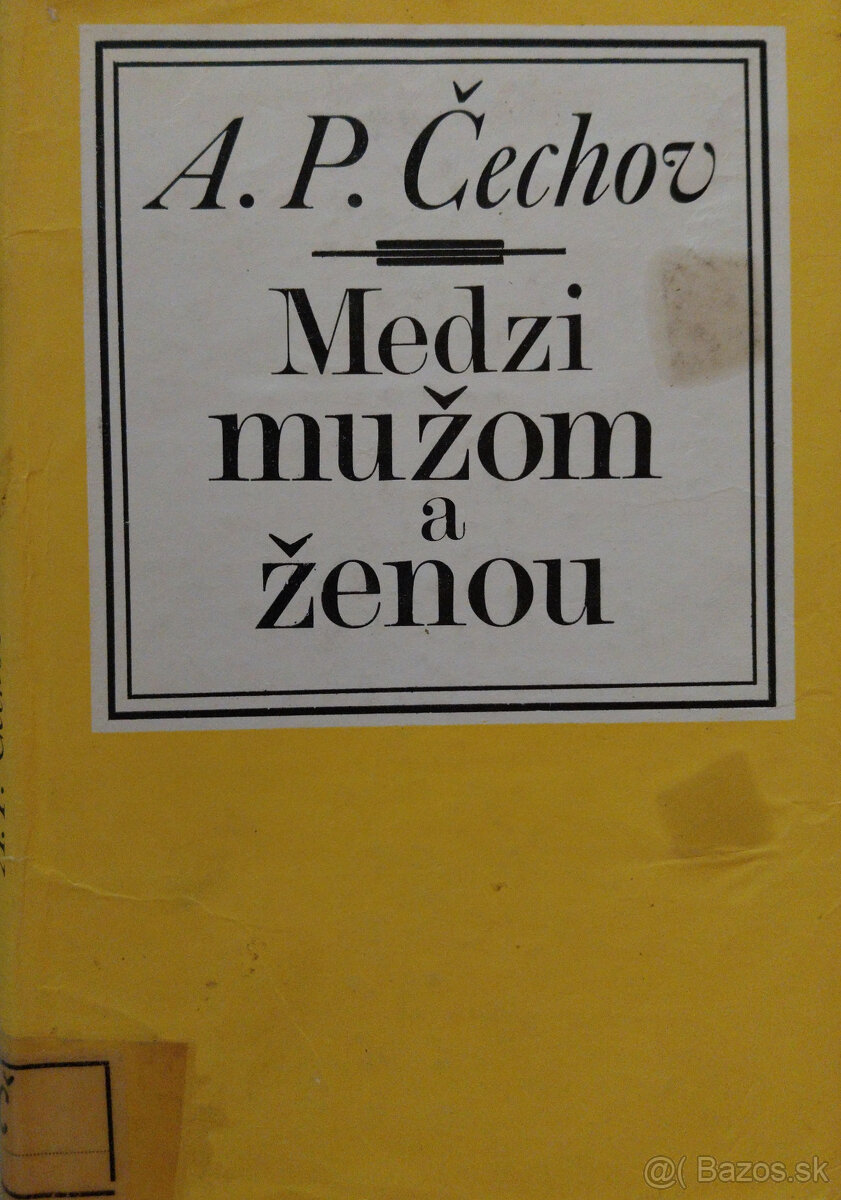 A. P. Čechov
Medzi
mužom
a
ženou
@( Bazos.sk